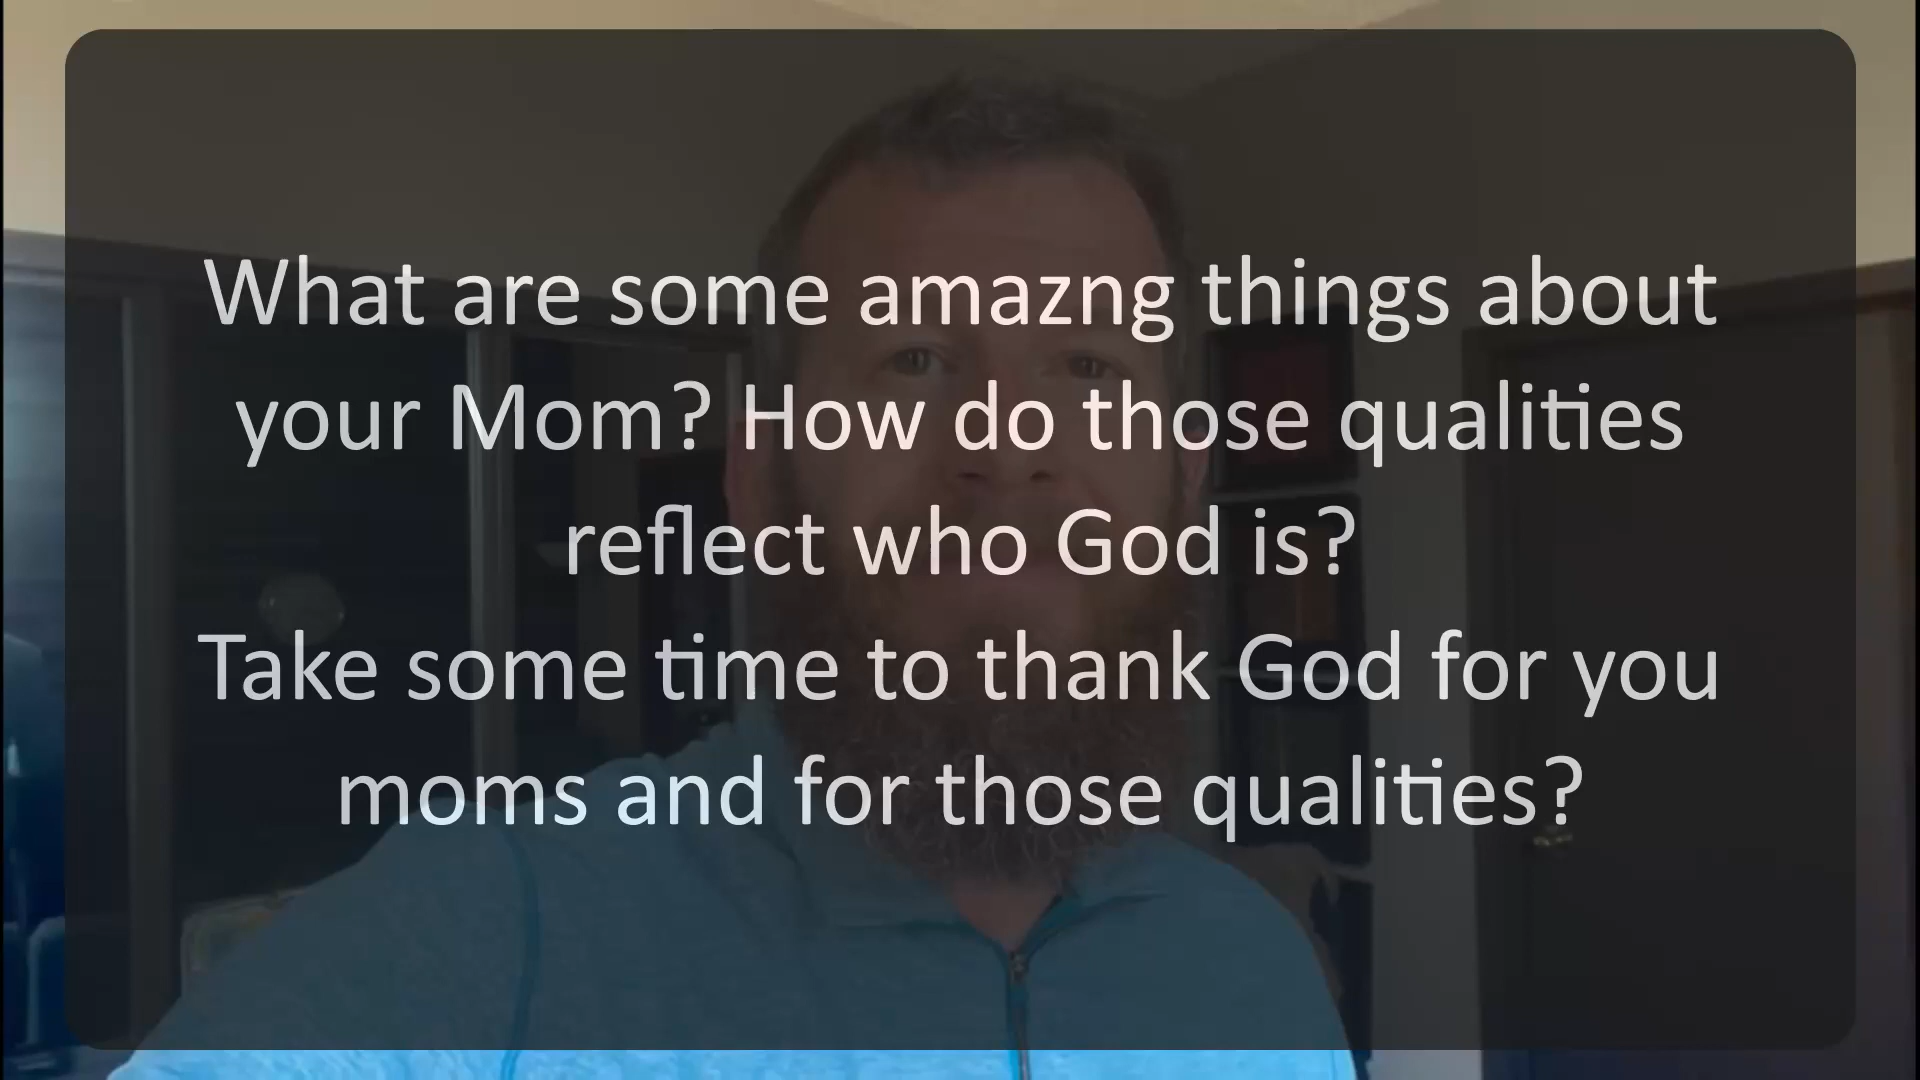 What are some amazng things about
your Mom? How do those qualities
reflect who God is?
Take some time to thank God for you
moms and for those qualities?